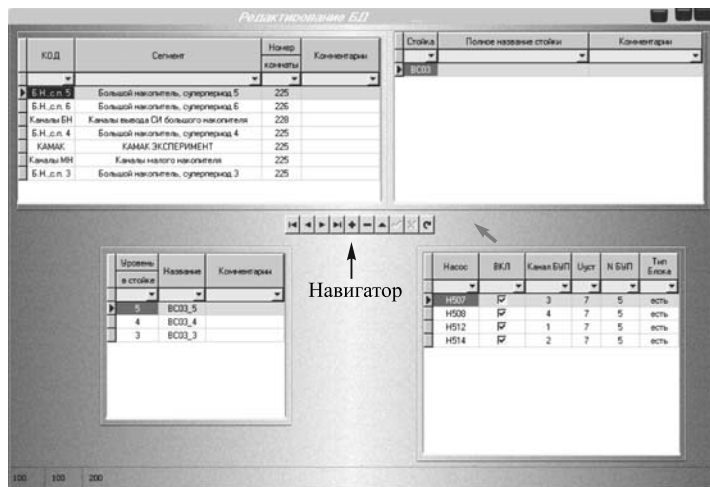 Редактирование БД
КОД Сегмент Номер комнаты Комментарии
Б.Н.,с.п. 5 Большой накопитель, суперпериод 5 225
Б.Н.,с.п. 6 Большой накопитель, суперпериод 6 226
Каналы БН Каналы вывода СИ большого накопителя 228
Б.Н.,с.п. 4 Большой накопитель, суперпериод 4 225
КАМАК КАМАК ЭКСПЕРИМЕНТ 225
Каналы МН Каналы малого накопителя 225
Б.Н.,с.п. 3 Большой накопитель, суперпериод 3 225
Стойка Полное название стойки Комментарии
ВС03
Навигатор
Уровень в стойке Название Комментарии
5 ВС03_5
4 ВС03_4
3 ВС03_3
Насос ВКЛ Канал БУП Uуст N БУП Тип Блока
Н507 3 7 5 есть
Н508 4 7 5 есть
Н512 1 7 5 есть
Н514 2 7 5 есть
100 100 200